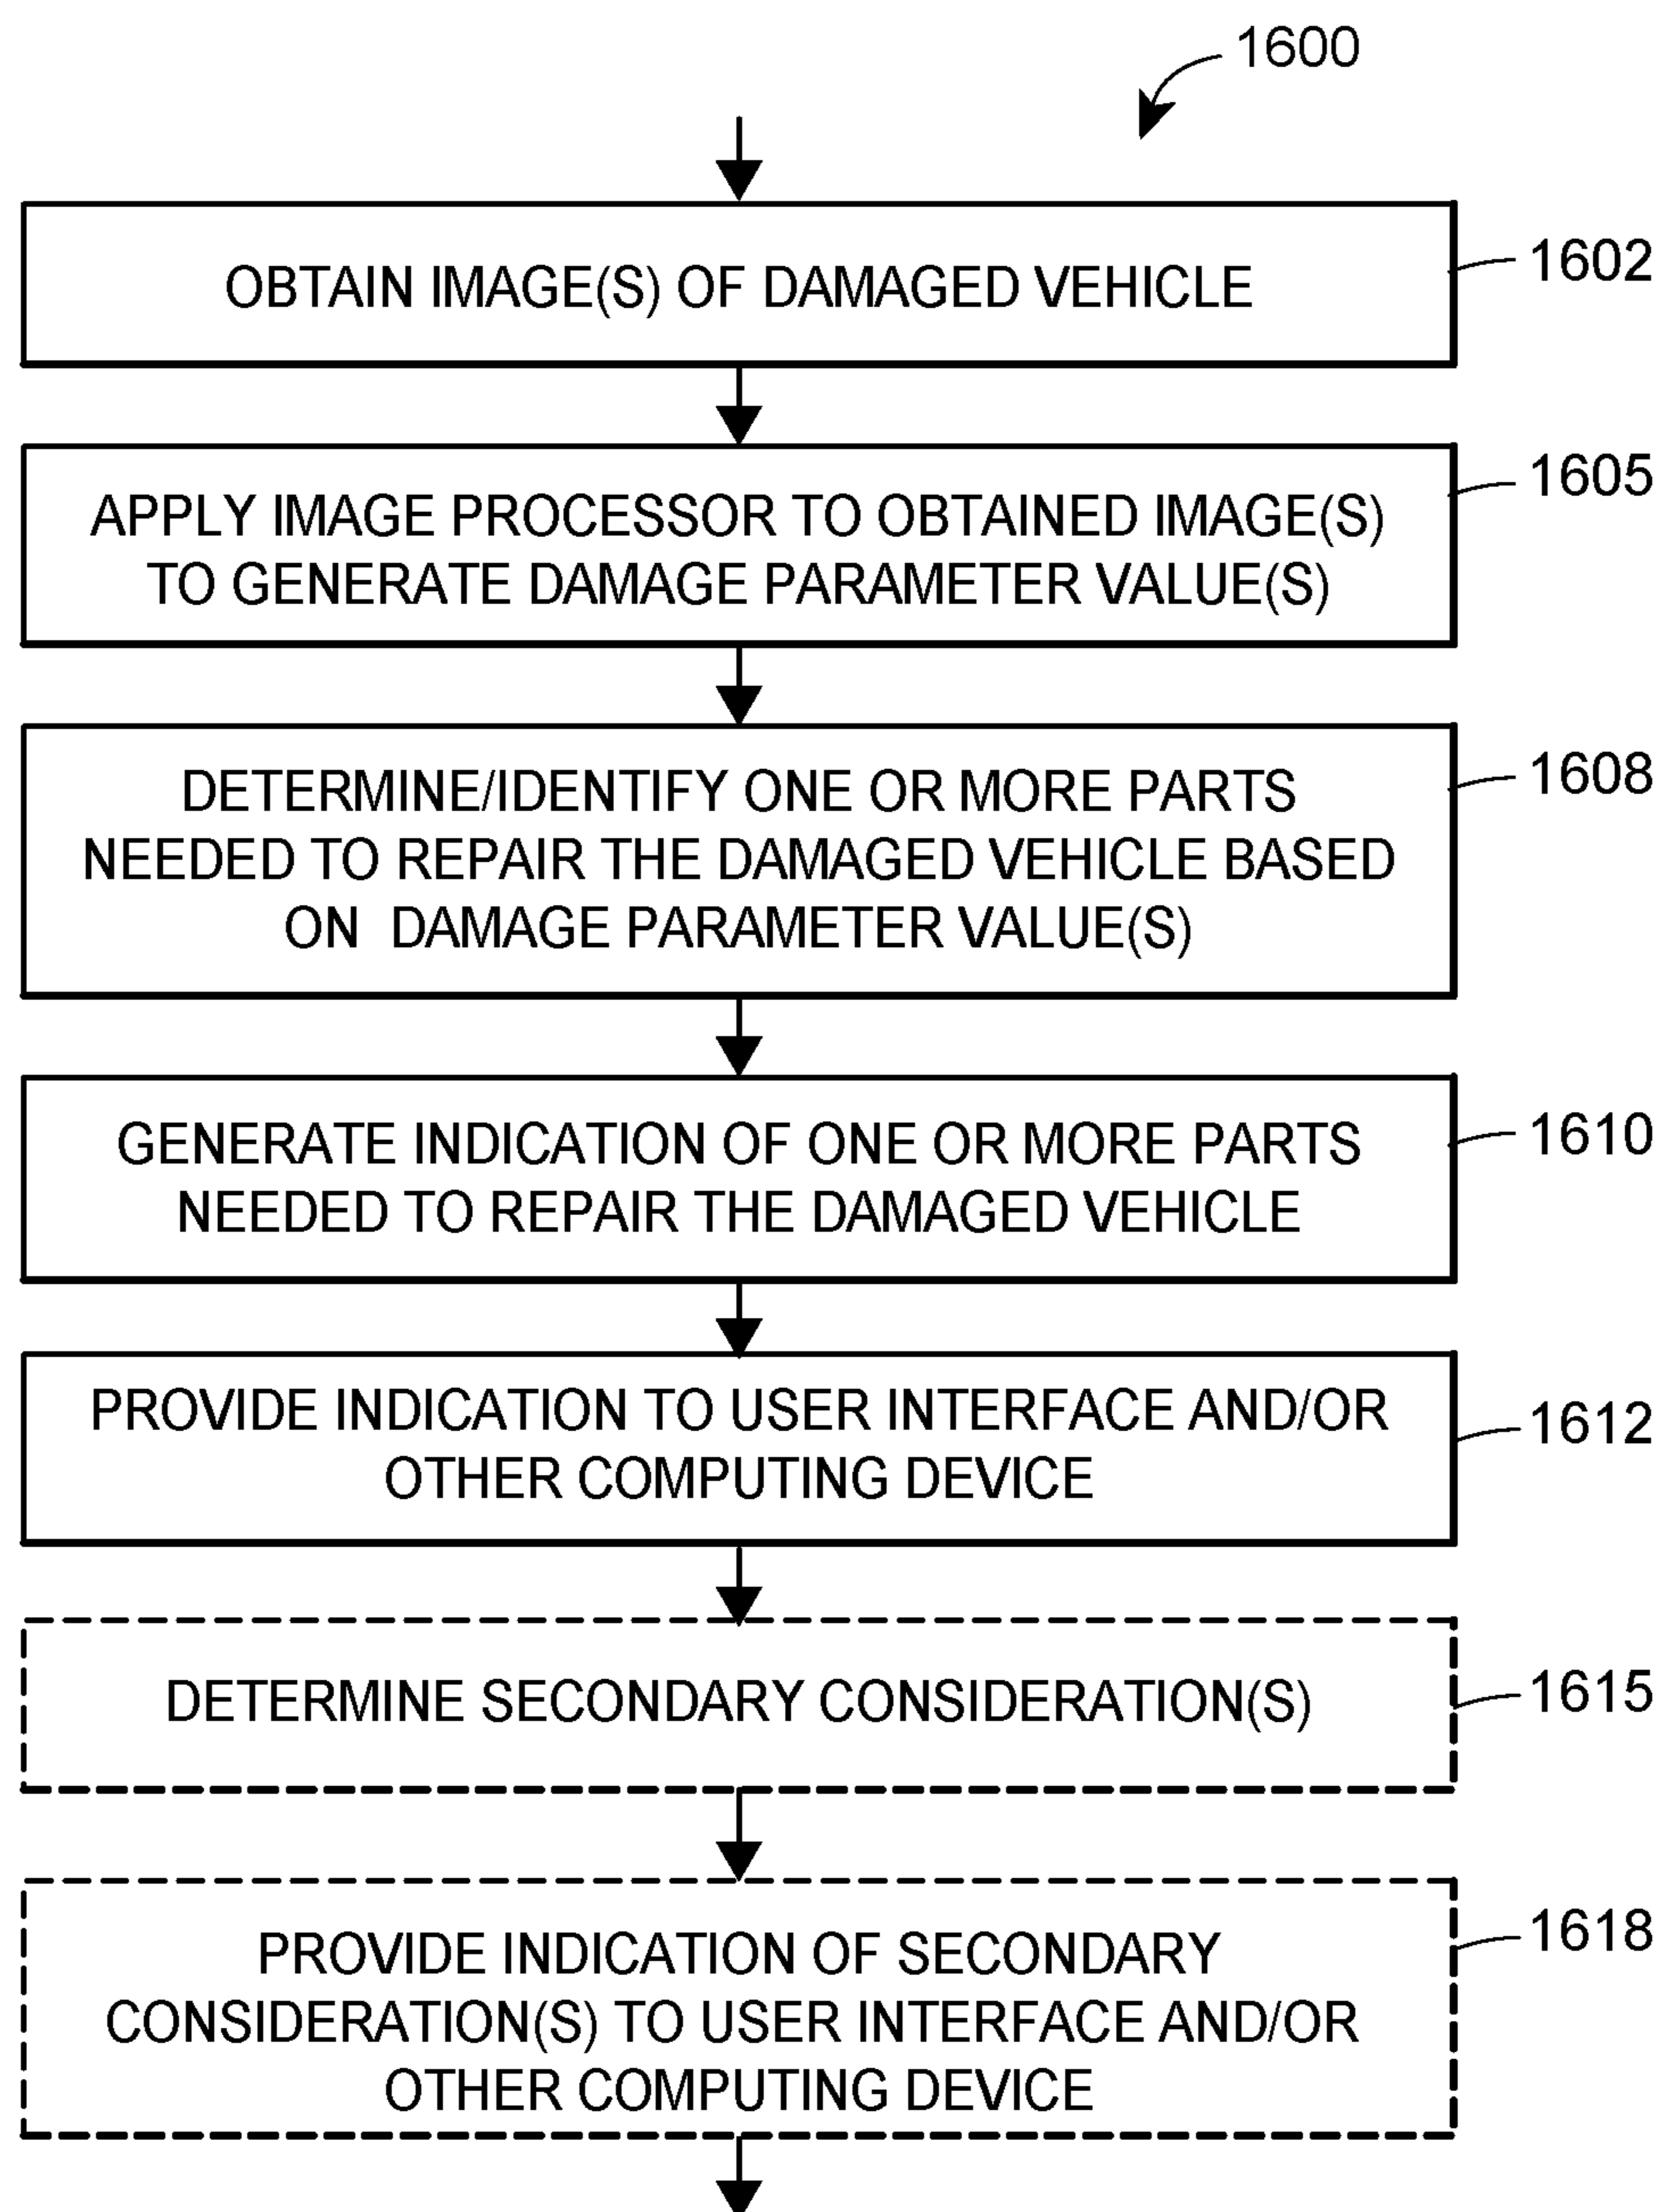 1600
OBTAIN IMAGE(S) OF DAMAGED VEHICLE
1602
APPLY IMAGE PROCESSOR TO OBTAINED IMAGE(S)
TO GENERATE DAMAGE PARAMETER VALUE(S)
1605
DETERMINE/IDENTIFY ONE OR MORE PARTS
NEEDED TO REPAIR THE DAMAGED VEHICLE BASED
ON DAMAGE PARAMETER VALUE(S)
1608
GENERATE INDICATION OF ONE OR MORE PARTS
NEEDED TO REPAIR THE DAMAGED VEHICLE
1610
PROVIDE INDICATION TO USER INTERFACE AND/OR
OTHER COMPUTING DEVICE
1612
DETERMINE SECONDARY CONSIDERATION(S)
1615
PROVIDE INDICATION OF SECONDARY
CONSIDERATION(S) TO USER INTERFACE AND/OR
OTHER COMPUTING DEVICE
1618